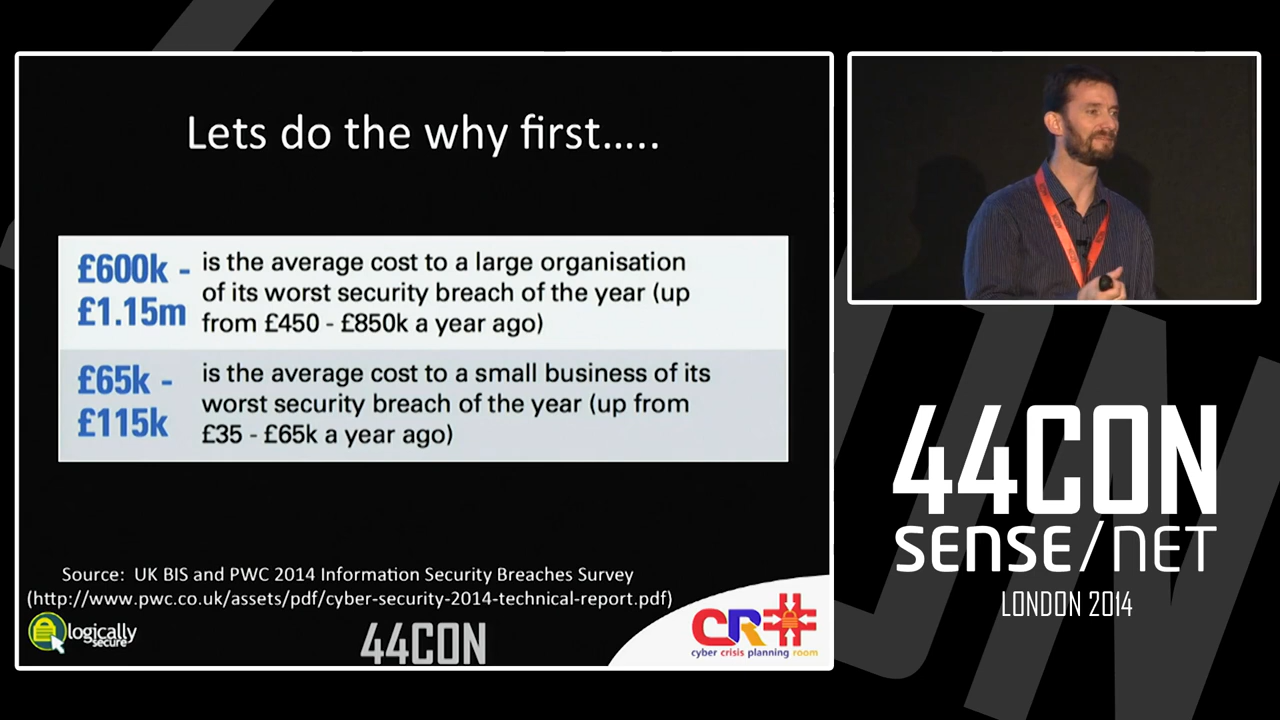 Lets do the why first.....
£600k -
£1.15m
is the average cost to a large organisation
of its worst security breach of the year (up
from £450 - £850k a year ago)
£65k -
£115k
is the average cost to a small business of its
worst security breach of the year (up from
£35 - £65k a year ago)
Source: UK BIS and PWC 2014 Information Security Breaches Survey
(http://www.pwc.co.uk/assets/pdf/cyber-security-2014-technical-report.pdf)
logically
secure
44CON
CR
cyber crisis planning room
44CON
SENSE/NET
LONDON 2014